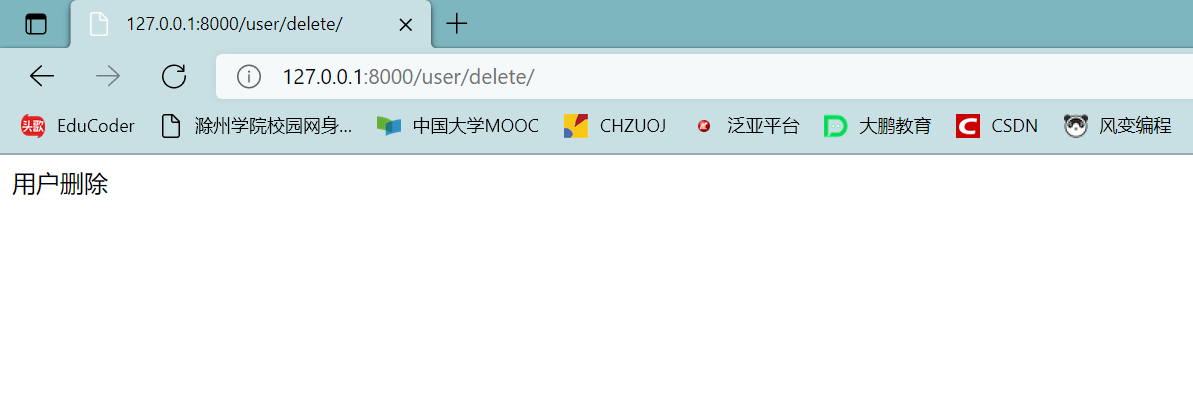 127.0.0.1:8000/user/delete/
127.0.0.1:8000/user/delete/
头歌 EduCoder 滁州学院校园网身... 中国大学MOOC CHZUOJ 泛亚平台 大鹏教育 CSDN 风变编程
用户删除